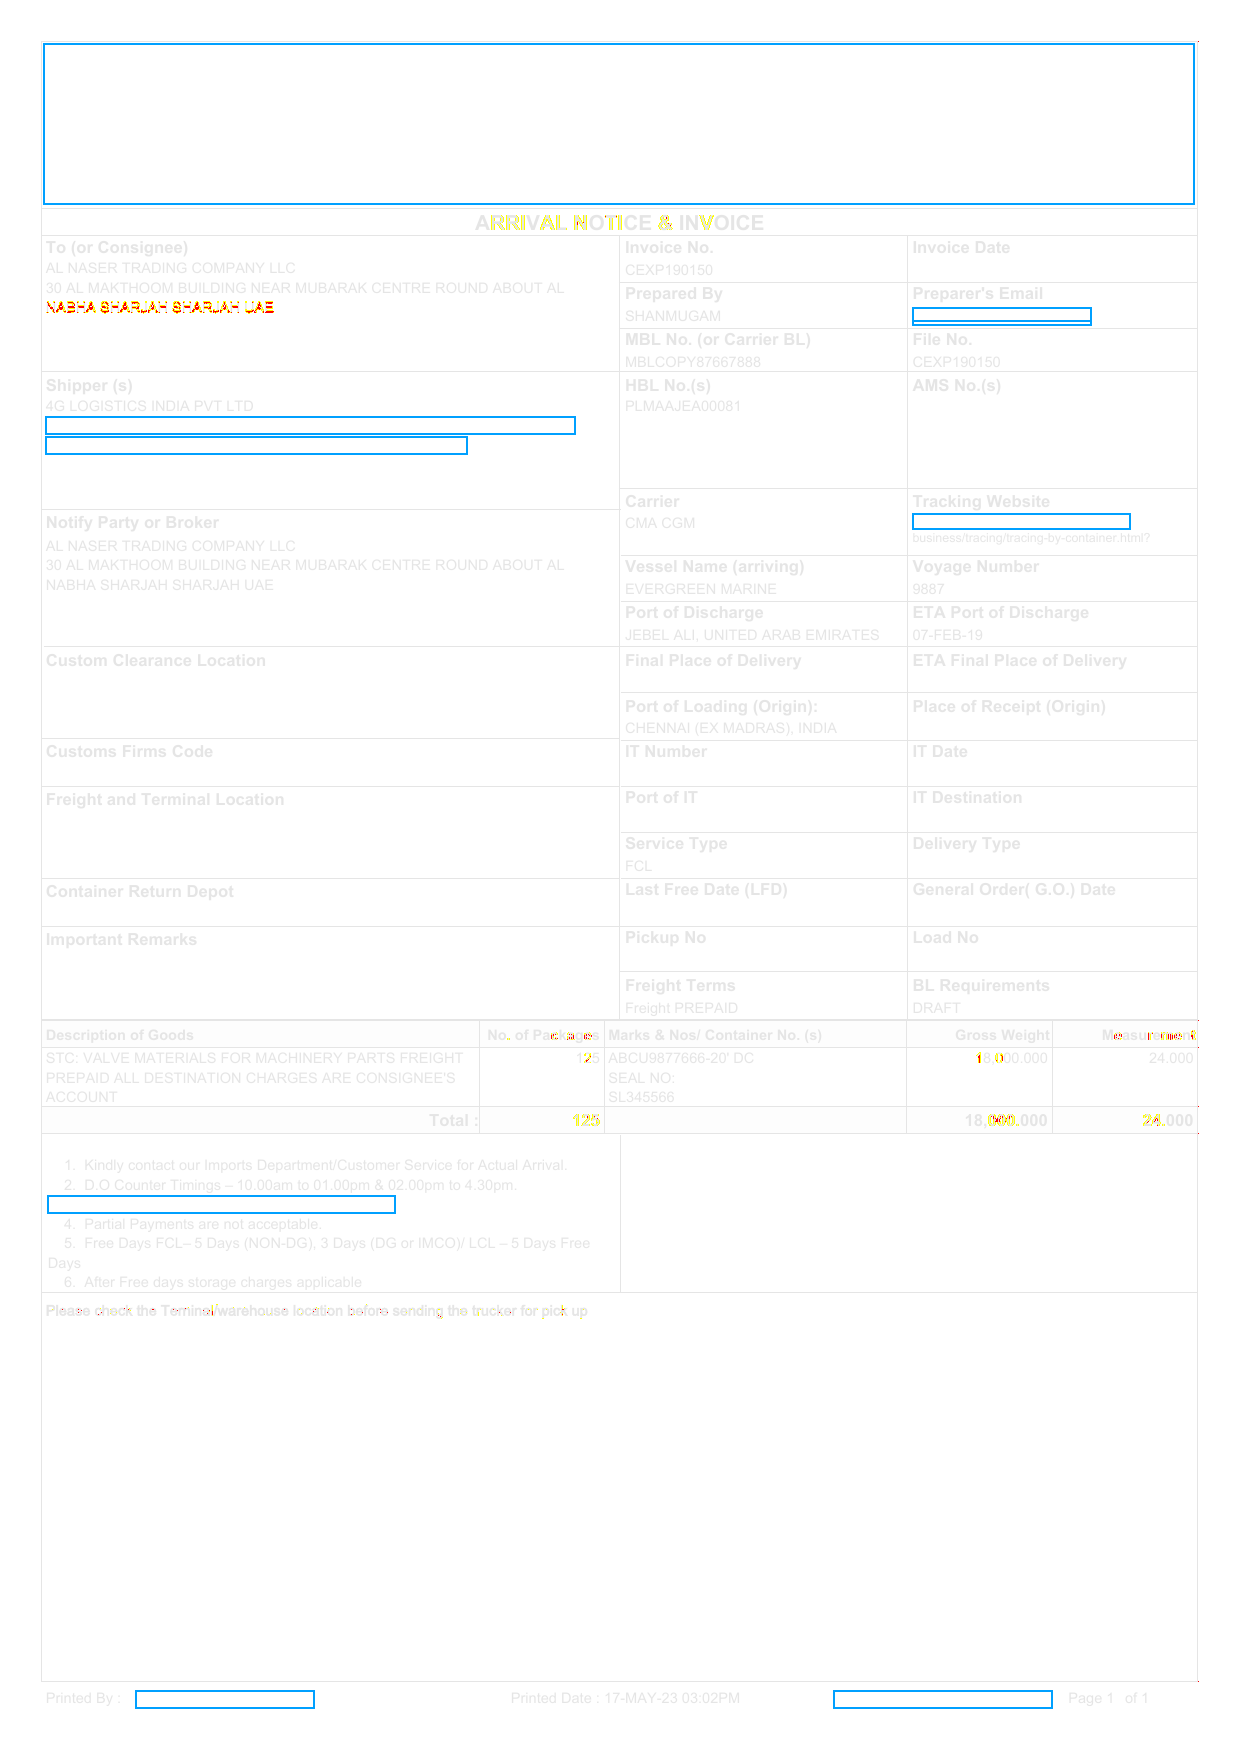 ARRIVAL NOTICE & INVOICE
To (or Consignee)
AL NASER TRADING COMPANY LLC
30 AL MAKTHOOM BUILDING NEAR MUBARAK CENTRE ROUND ABOUT AL
NABHA SHARJAH SHARJAH UAE
Invoice No.
CEXP190150
Invoice Date
Prepared By
SHANMUGAM
Preparer's Email
MBL No. (or Carrier BL)
MBLCOPY87667888
File No.
CEXP190150
Shipper (s)
4G LOGISTICS INDIA PVT LTD
HBL No.(s)
PLMAAJEA00081
AMS No.(s)
Carrier
CMA CGM
Tracking Website
business/tracing/tracing-by-container.html?
Notify Party or Broker
AL NASER TRADING COMPANY LLC
30 AL MAKTHOOM BUILDING NEAR MUBARAK CENTRE ROUND ABOUT AL
NABHA SHARJAH SHARJAH UAE
Vessel Name (arriving)
EVERGREEN MARINE
Voyage Number
9887
Port of Discharge
JEBEL ALI, UNITED ARAB EMIRATES
ETA Port of Discharge
07-FEB-19
Custom Clearance Location
Final Place of Delivery
ETA Final Place of Delivery
Port of Loading (Origin):
CHENNAI (EX MADRAS), INDIA
Place of Receipt (Origin)
Customs Firms Code
IT Number
IT Date
Freight and Terminal Location
Port of IT
IT Destination
Service Type
FCL
Delivery Type
Container Return Depot
Last Free Date (LFD)
General Order( G.O.) Date
Important Remarks
Pickup No
Load No
Freight Terms
Freight PREPAID
BL Requirements
DRAFT
Description of Goods No. of Packages Marks & Nos/ Container No. (s) Gross Weight Measurement
STC: VALVE MATERIALS FOR MACHINERY PARTS FREIGHT 125 ABCU9877666-20' DC 18,000.000 24.000
PREPAID ALL DESTINATION CHARGES ARE CONSIGNEE'S SEAL NO:
ACCOUNT SL345566
Total : 125 18,000.000 24.000
1. Kindly contact our Imports Department/Customer Service for Actual Arrival.
2. D.O Counter Timings – 10.00am to 01.00pm & 02.00pm to 4.30pm.
4. Partial Payments are not acceptable.
5. Free Days FCL– 5 Days (NON-DG), 3 Days (DG or IMCO)/ LCL – 5 Days Free
Days
6. After Free days storage charges applicable
Please check the Terminal/warehouse location before sending the trucker for pick up
Printed By : Printed Date : 17-MAY-23 03:02PM Page 1 of 1